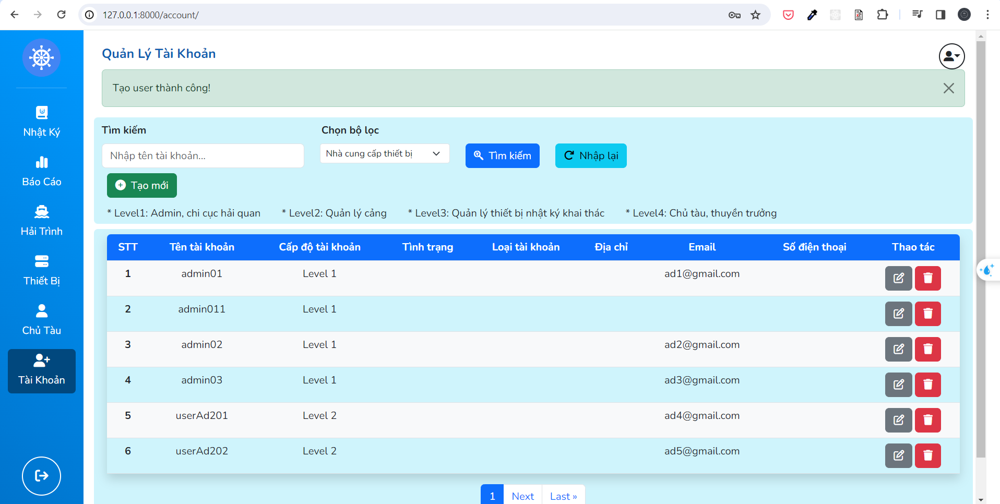 127.0.0.1:8000/account/
Quản Lý Tài Khoản
Tạo user thành công!
Nhật Ký
Báo Cáo
Hải Trình
Thiết Bị
Chủ Tàu
Tài Khoản
Tìm kiếm
Chọn bộ lọc
Nhập tên tài khoản...
Nhà cung cấp thiết bị
Tìm kiếm
Nhập lại
Tạo mới
* Level1: Admin, chi cục hải quan * Level2: Quản lý cảng * Level3: Quản lý thiết bị nhật ký khai thác * Level4: Chủ tàu, thuyền trưởng
STT Tên tài khoản Cấp độ tài khoản Tình trạng Loại tài khoản Địa chỉ Email Số điện thoại Thao tác
1 admin01 Level 1 ad1@gmail.com
2 admin011 Level 1
3 admin02 Level 1 ad2@gmail.com
4 admin03 Level 1 ad3@gmail.com
5 userAd201 Level 2 ad4@gmail.com
6 userAd202 Level 2 ad5@gmail.com
1 Next Last »